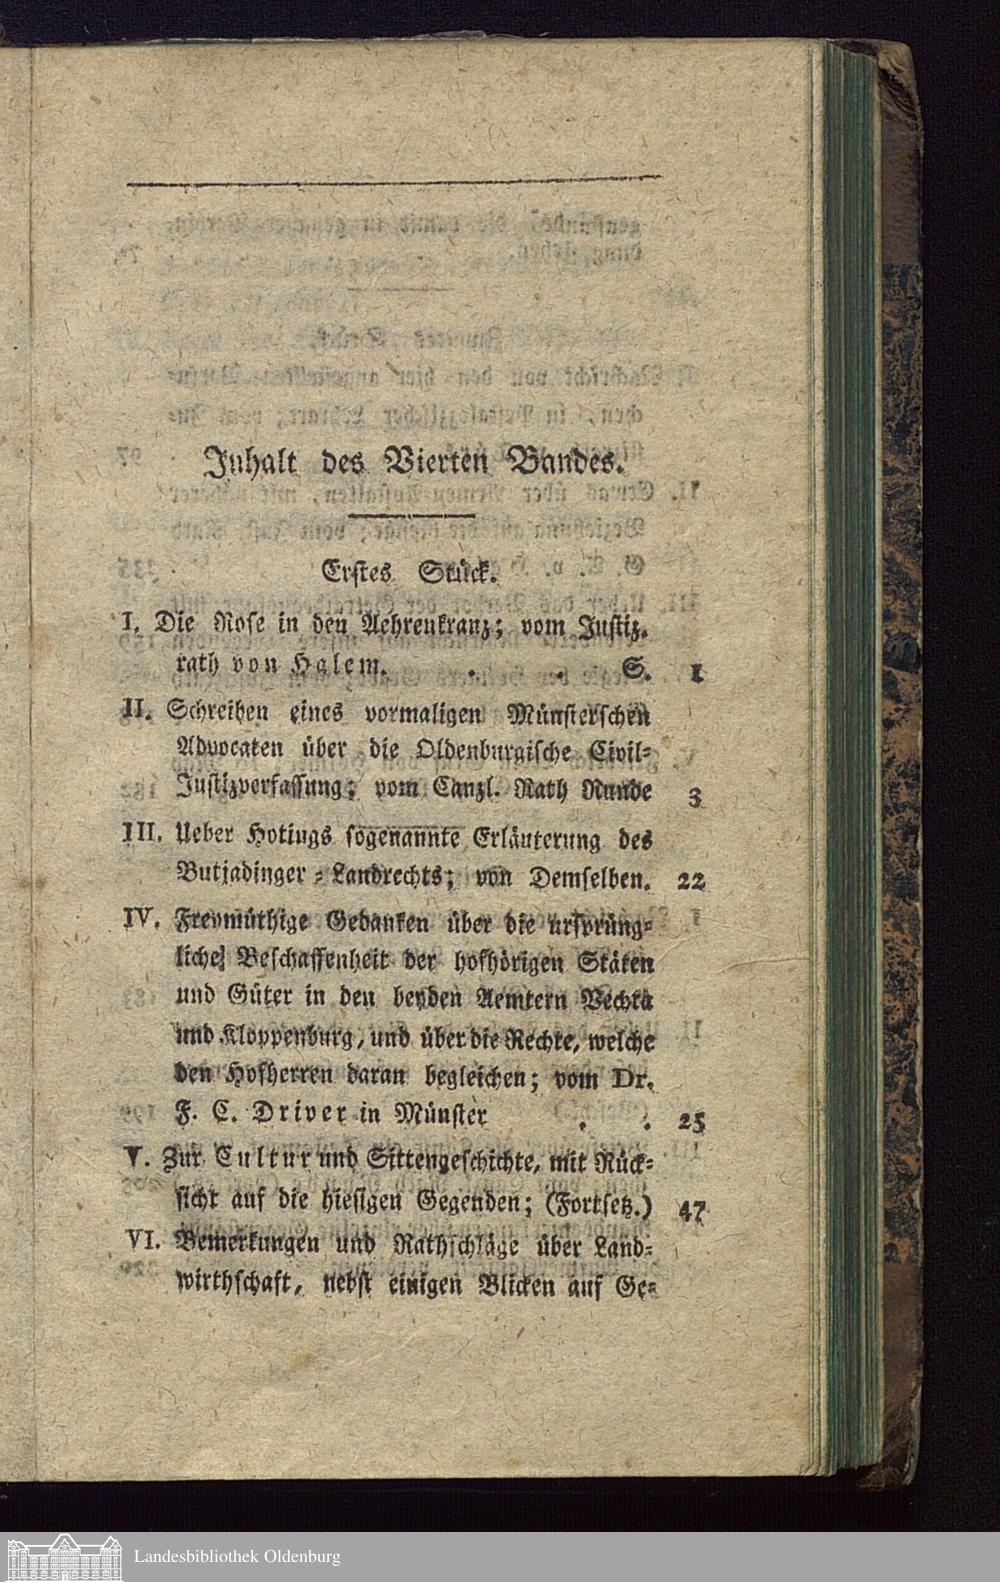 Inhalt des Vierten Bandes.
Erstes Stück.
I. Die Rose in den Aehrenkranz; vom Justiz-
rath von Halem. . . S. 1
II. Schreiben eines vormaligen Münsterschen
Advocaten über die Oldenburgische Civil-
Justizverfassung; vom Canzl. Rath Runde 3
III. Ueber Hotings sogenannte Erläuterung des
Butjadinger-Landrechts; von Demselben. 22
IV. Freymüthige Gedanken über die ursprüng-
liche Beschaffenheit der hofhörigen Stäten
und Güter in den beyden Aemtern Vechta
und Kloppenburg, und über die Rechte, welche
den Hofherren daran begleichen; vom Dr.
F. C. Driver in Münster . . 25
V. Zur Cultur und Sittengeschichte, mit Rück-
sicht auf die hiesigen Gegenden; (Fortsetz.) 47
VI. Bemerkungen und Rathschläge über Land-
wirthschaft, nebst einigen Blicken auf Ge-
Landesbibliothek Oldenburg